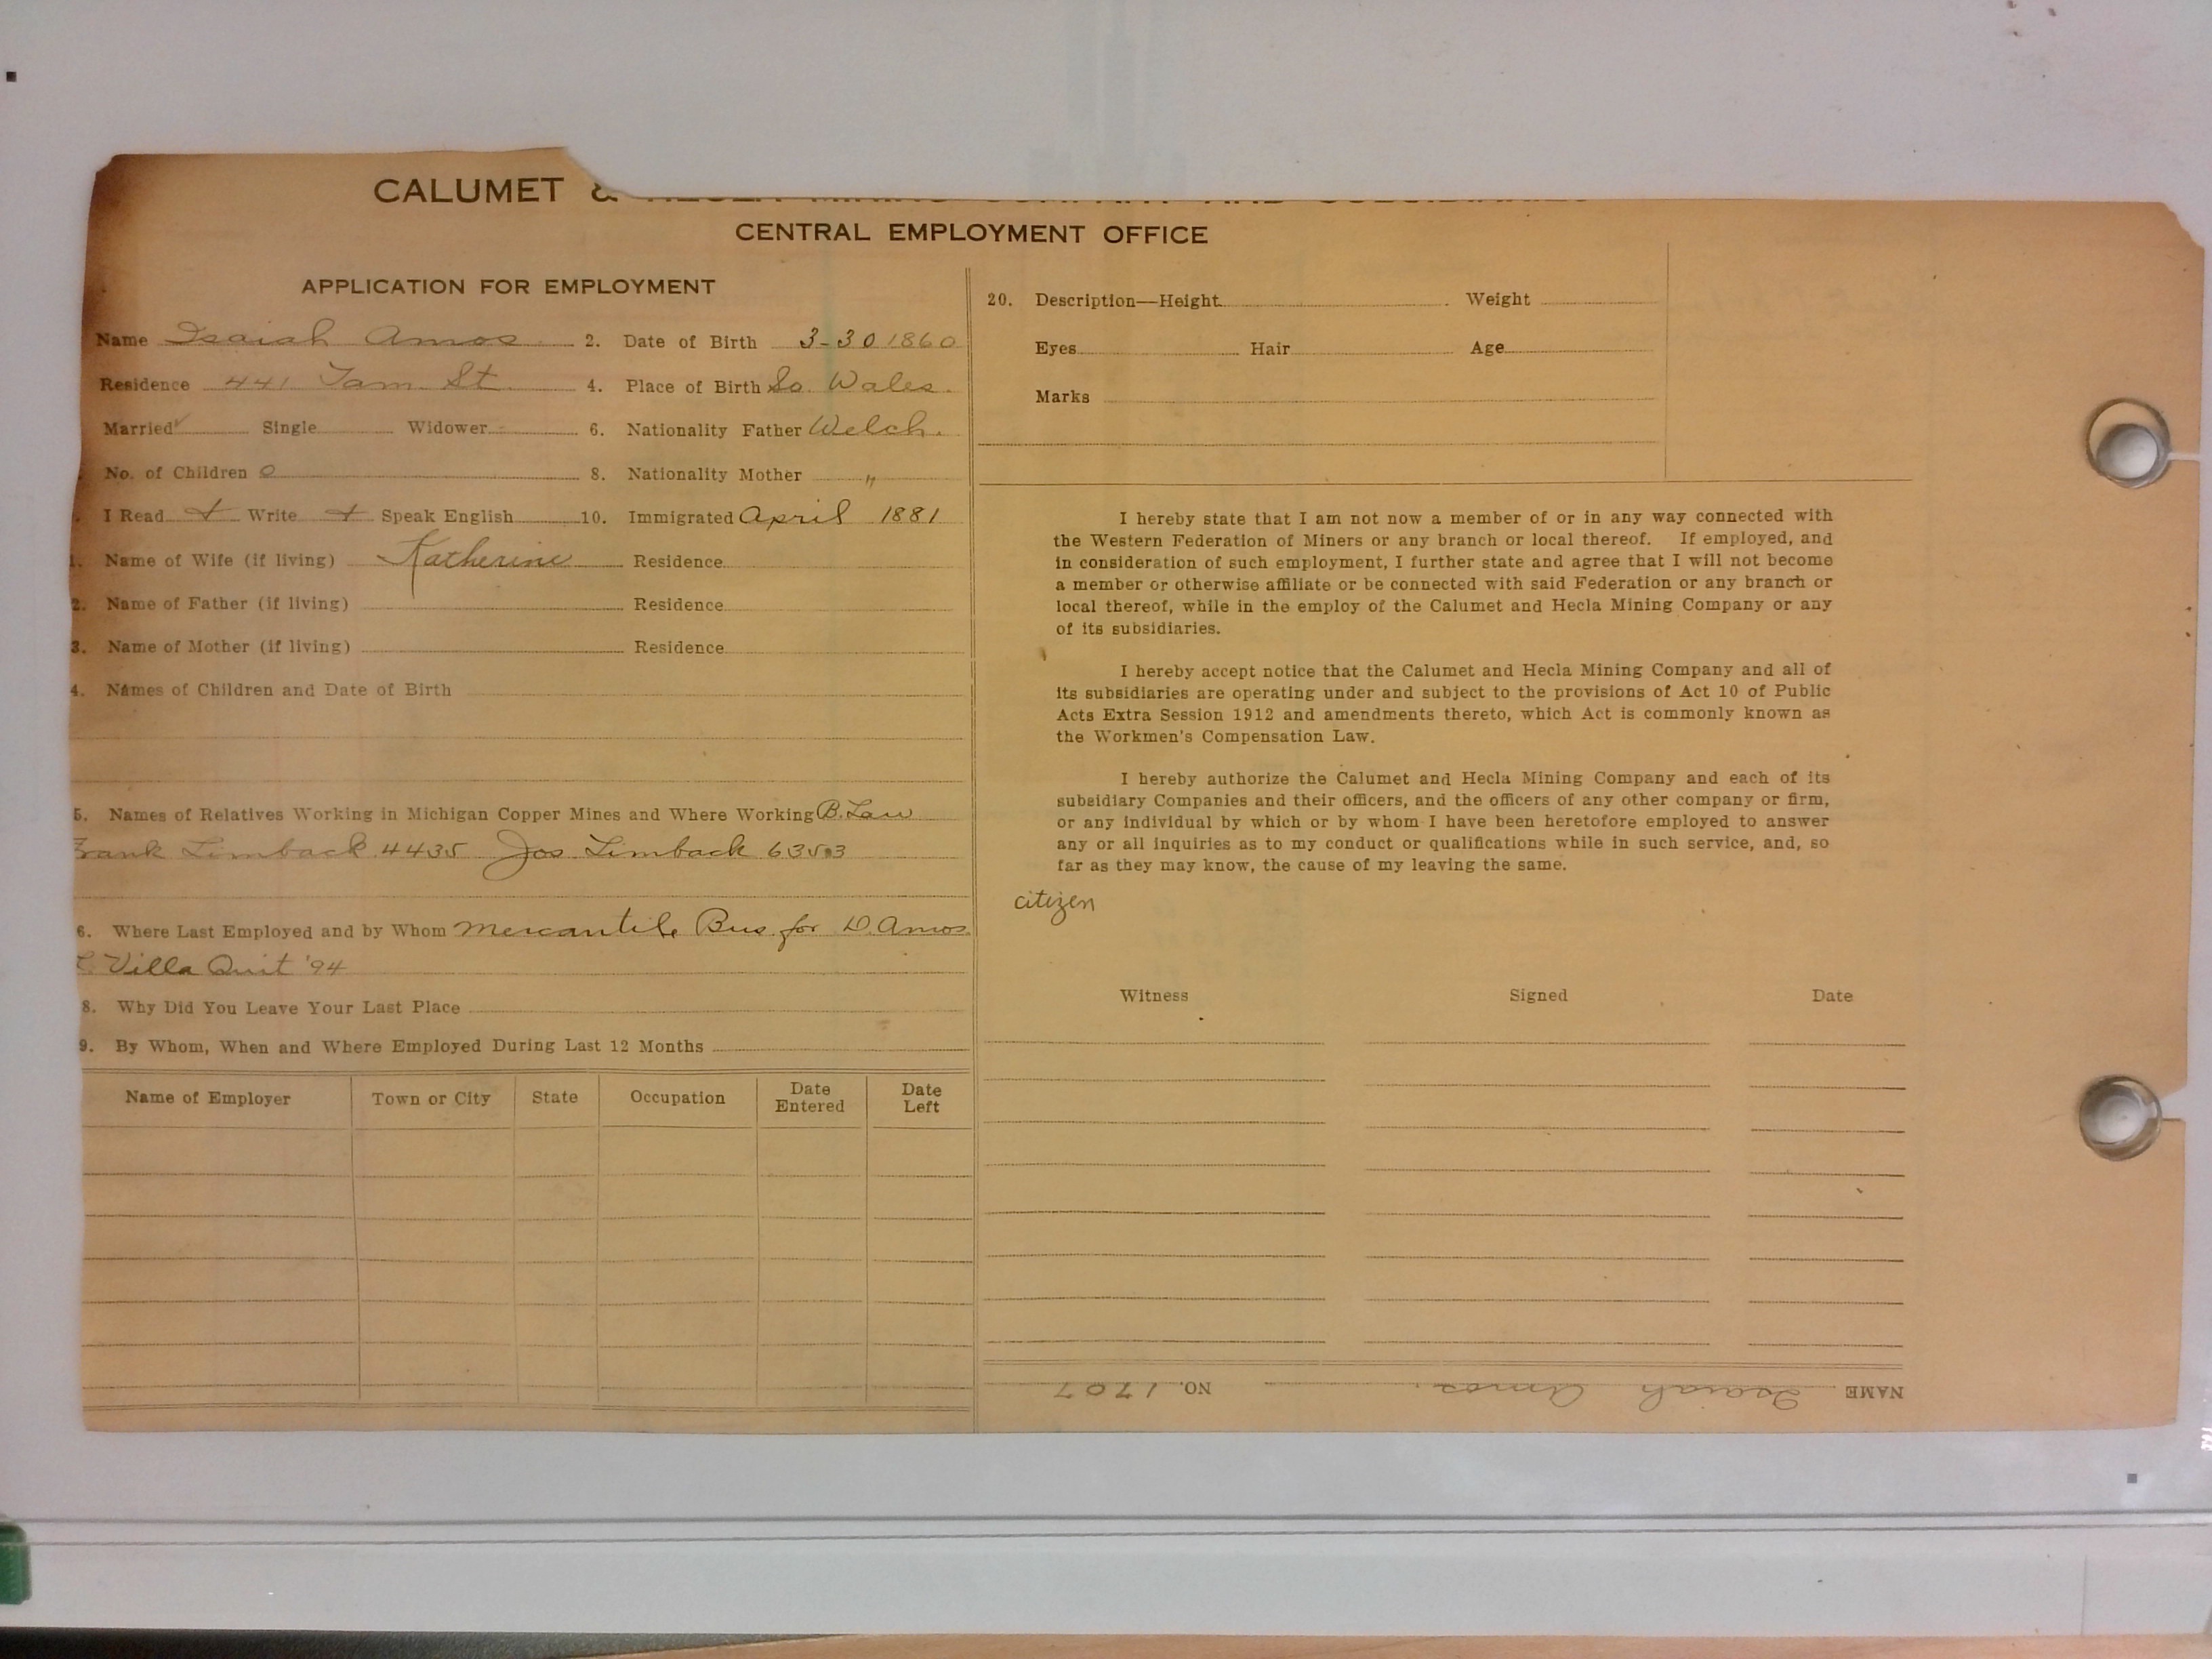 CALUMET & HECLA MINING COMPANY AND SUBSIDIARIES
CENTRAL EMPLOYMENT OFFICE
APPLICATION FOR EMPLOYMENT
Name Isaiah Amos 2. Date of Birth 3-30 1860
Residence 441 Tam St. 4. Place of Birth So. Wales.
Married ✓ Single Widower 6. Nationality Father Welch.
No. of Children 0 8. Nationality Mother "
I Read + Write + Speak English 10. Immigrated April 1881
1. Name of Wife (if living) Katherine Residence
2. Name of Father (if living) Residence
3. Name of Mother (if living) Residence
4. Names of Children and Date of Birth
5. Names of Relatives Working in Michigan Copper Mines and Where Working B. Law
Frank Limback 4435 Jos. Limback
6. Where Last Employed and by Whom Mercantile Bus. for D. Amos
Villa Quit '94
8. Why Did You Leave Your Last Place
9. By Whom, When and Where Employed During Last 12 Months
Name of Employer Town or City State Occupation Date Entered Date Left
20. Description—Height Weight
Eyes Hair Age
Marks
I hereby state that I am not now a member of or in any way connected with
the Western Federation of Miners or any branch or local thereof. If employed, and
in consideration of such employment, I further state and agree that I will not become
a member or otherwise affiliate or be connected with said Federation or any branch or
local thereof, while in the employ of the Calumet and Hecla Mining Company or any
of its subsidiaries.
I hereby accept notice that the Calumet and Hecla Mining Company and all of
its subsidiaries are operating under and subject to the provisions of Act 10 of Public
Acts Extra Session 1912 and amendments thereto, which Act is commonly known as
the Workmen's Compensation Law.
I hereby authorize the Calumet and Hecla Mining Company and each of its
subsidiary Companies and their officers, and the officers of any other company or firm,
or any individual by which or by whom I have been heretofore employed to answer
any or all inquiries as to my conduct or qualifications while in such service, and, so
far as they may know, the cause of my leaving the same.
citizen
Witness Signed Date
NAME Isaiah Amos. NO. 1707